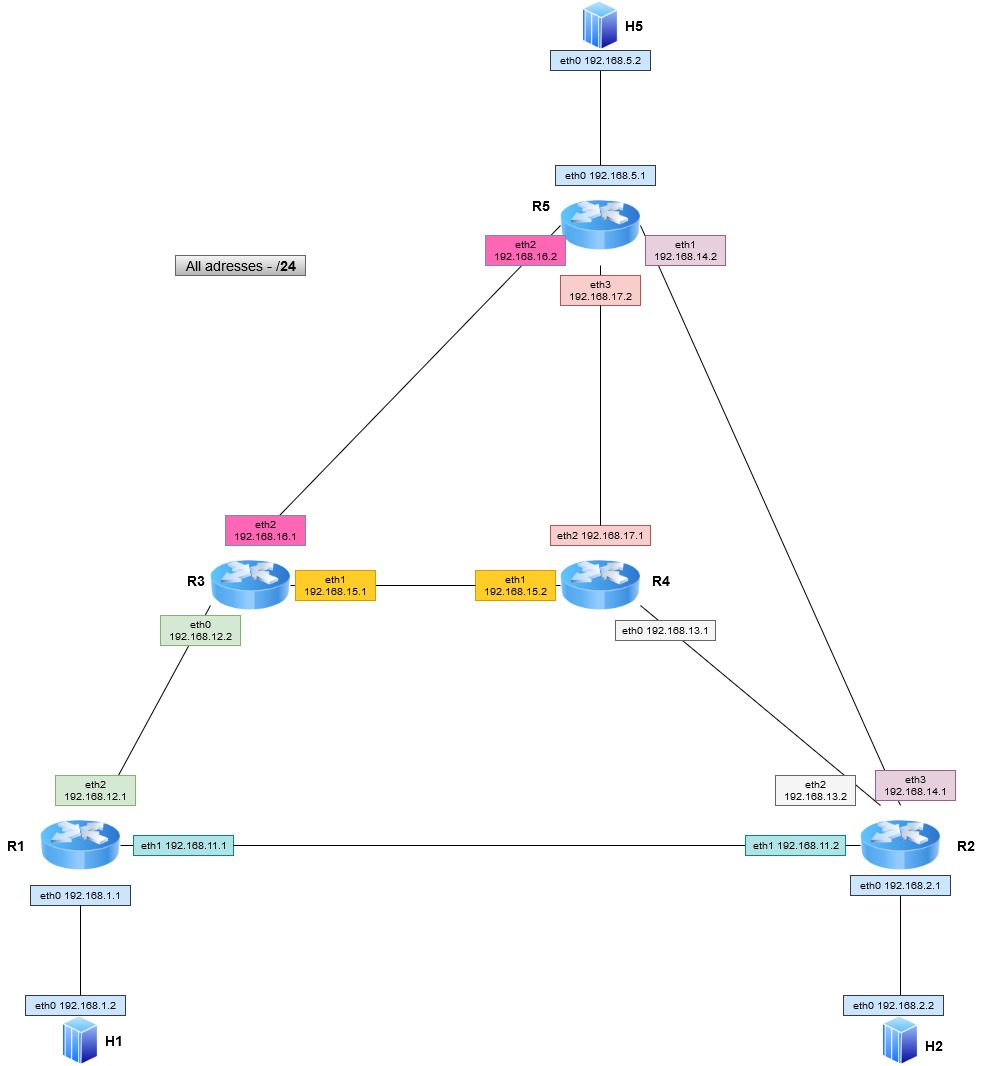 H5
eth0 192.168.5.2
eth0 192.168.5.1
R5
eth2
192.168.16.2
eth1
192.168.14.2
All adresses - /24
eth3
192.168.17.2
eth2
192.168.16.1
eth2 192.168.17.1
R3
eth1
192.168.15.1
eth1
192.168.15.2
R4
eth0
192.168.12.2
eth0 192.168.13.1
eth2
192.168.12.1
eth2
192.168.13.2
eth3
192.168.14.1
R1
eth1 192.168.11.1
eth1 192.168.11.2
R2
eth0 192.168.1.1
eth0 192.168.2.1
eth0 192.168.1.2
eth0 192.168.2.2
H1
H2